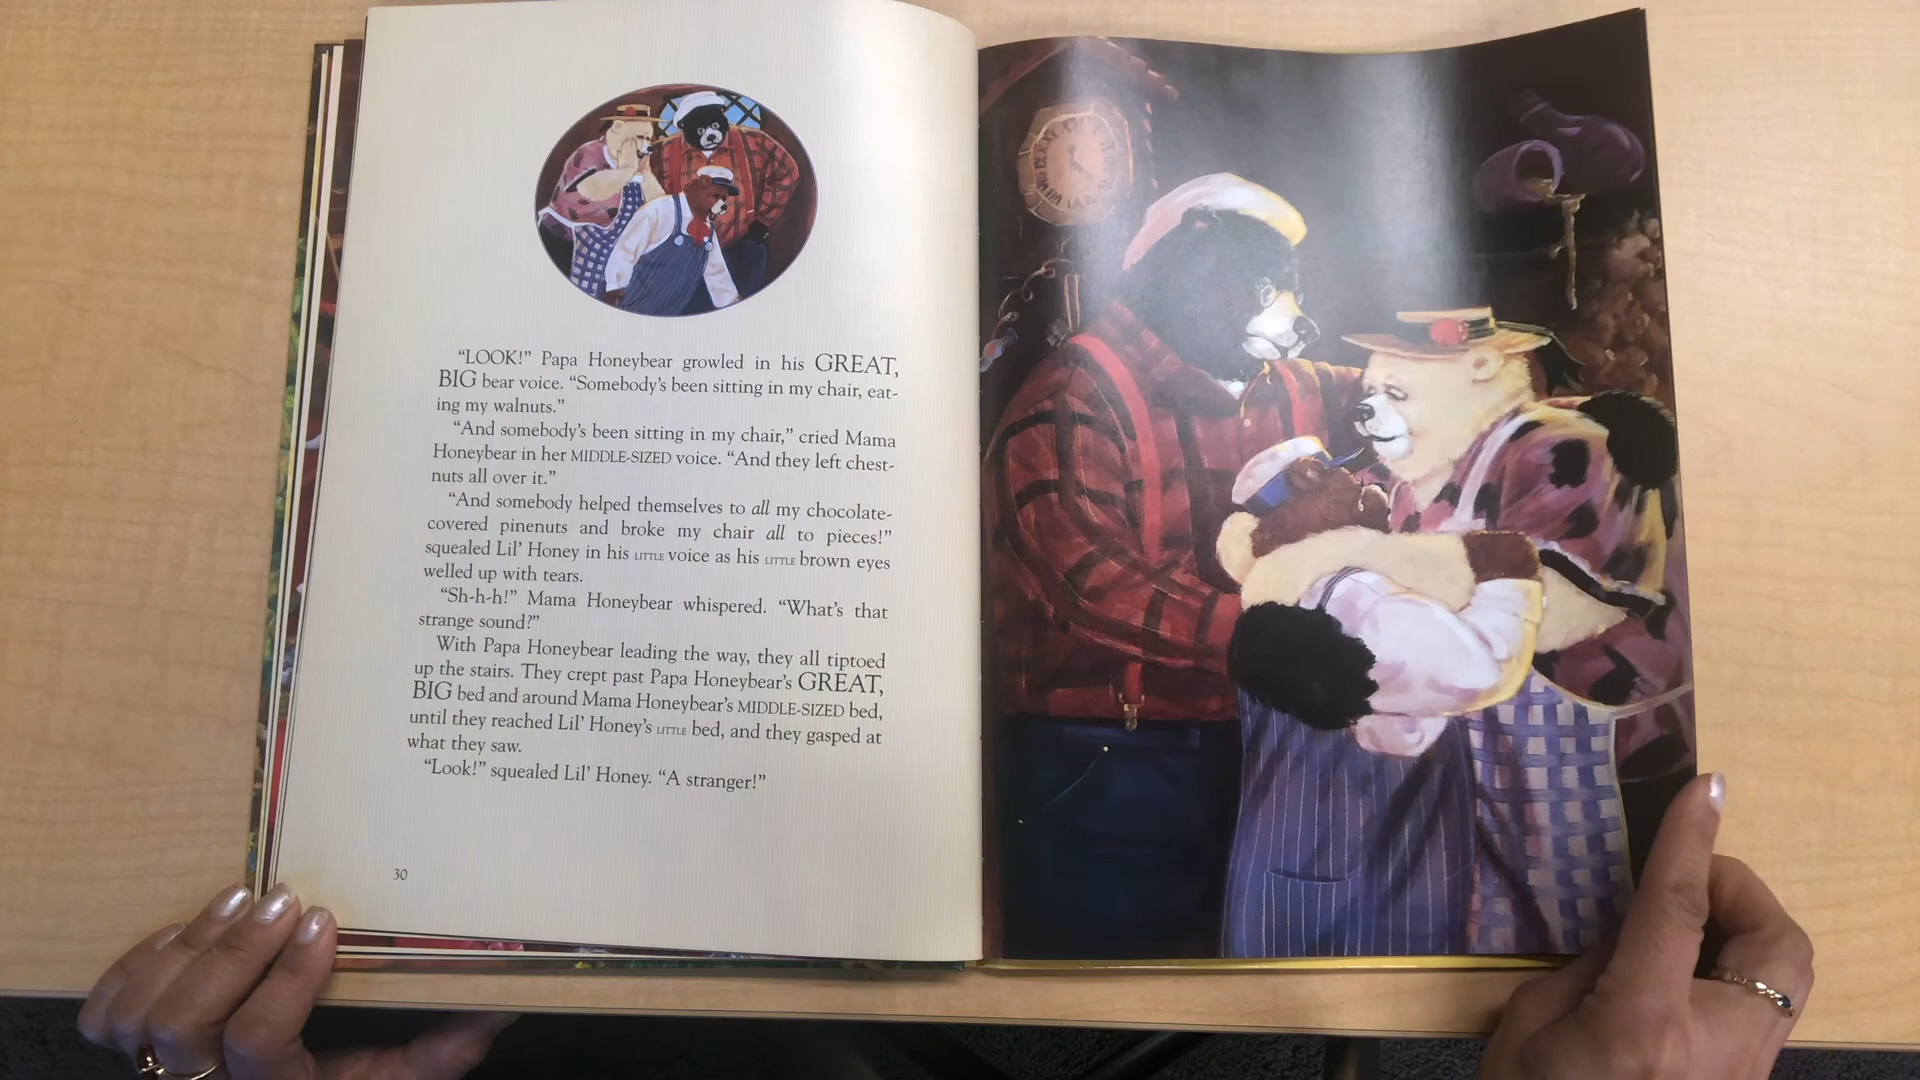 “LOOK!” Papa Honeybear growled in his GREAT,
BIG bear voice. “Somebody’s been sitting in my chair, eat-
ing my walnuts.”
“And somebody’s been sitting in my chair,” cried Mama
Honeybear in her MIDDLE-SIZED voice. “And they left chest-
nuts all over it.”
“And somebody helped themselves to all my chocolate-
covered pinenuts and broke my chair all to pieces!”
squealed Lil’ Honey in his LITTLE voice as his LITTLE brown eyes
welled up with tears.
“Sh-h-h!” Mama Honeybear whispered. “What’s that
strange sound?”
With Papa Honeybear leading the way, they all tiptoed
up the stairs. They crept past Papa Honeybear’s GREAT,
BIG bed and around Mama Honeybear’s MIDDLE-SIZED bed,
until they reached Lil’ Honey’s LITTLE bed, and they gasped at
what they saw.
“Look!” squealed Lil’ Honey. “A stranger!”
30